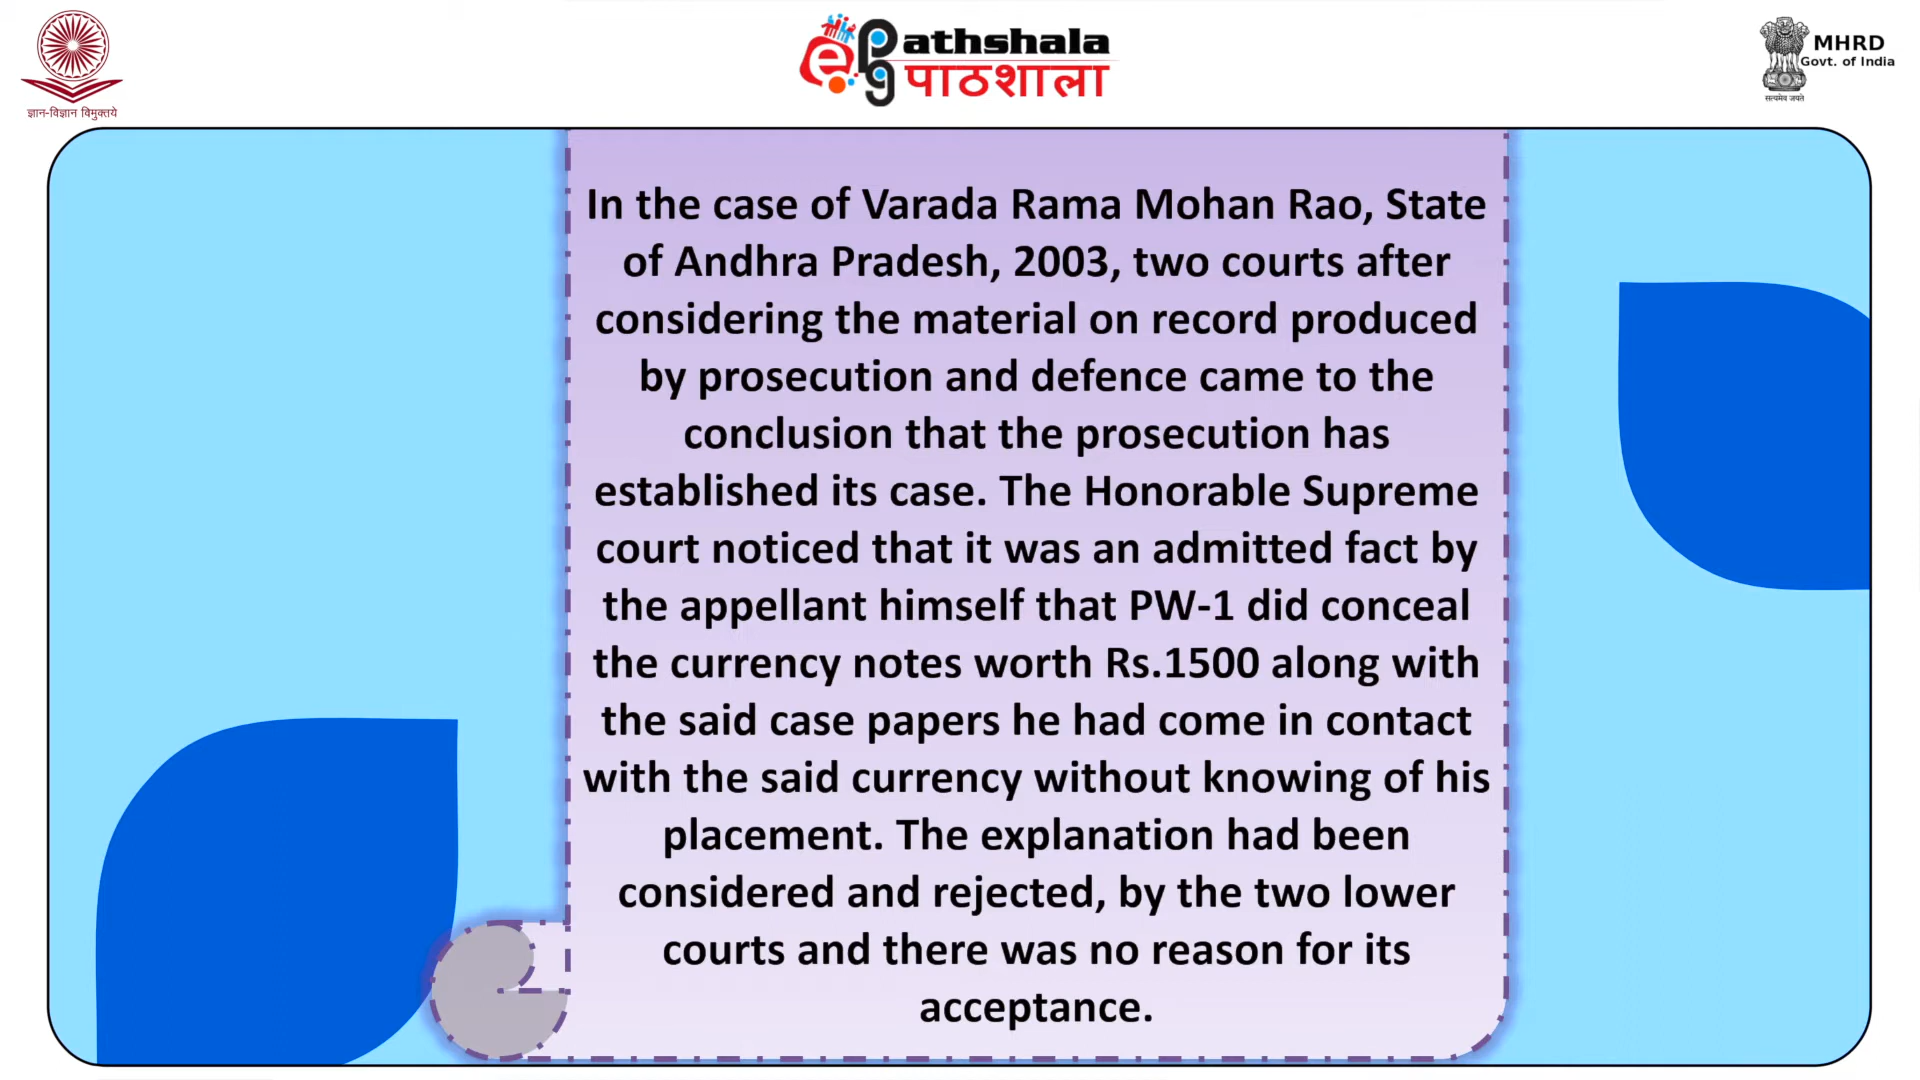 ज्ञान-विज्ञान विमुक्तये
ePg Pathshala
पाठशाला
सत्यमेव जयते
MHRD
Govt. of India
In the case of Varada Rama Mohan Rao, State
of Andhra Pradesh, 2003, two courts after
considering the material on record produced
by prosecution and defence came to the
conclusion that the prosecution has
established its case. The Honorable Supreme
court noticed that it was an admitted fact by
the appellant himself that PW-1 did conceal
the currency notes worth Rs.1500 along with
the said case papers he had come in contact
with the said currency without knowing of his
placement. The explanation had been
considered and rejected, by the two lower
courts and there was no reason for its
acceptance.